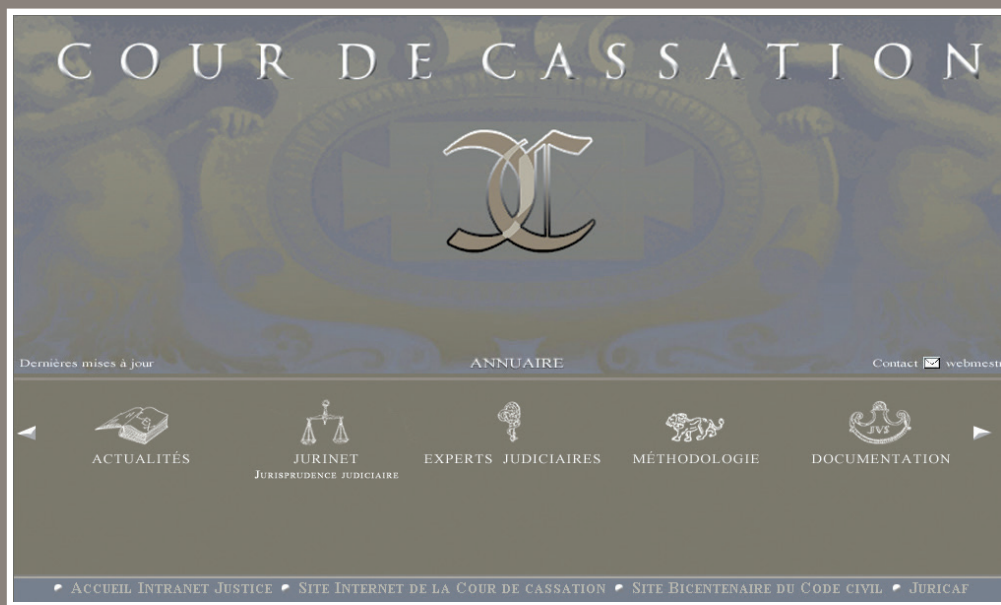 COUR DE CASSATION
Dernières mises à jour ANNUAIRE Contact webmestr
JVS
ACTUALITÉS JURINET EXPERTS JUDICIAIRES MÉTHODOLOGIE DOCUMENTATION
JURISPRUDENCE JUDICIAIRE
ACCUEIL INTRANET JUSTICE SITE INTERNET DE LA COUR DE CASSATION SITE BICENTENAIRE DU CODE CIVIL JURICAF